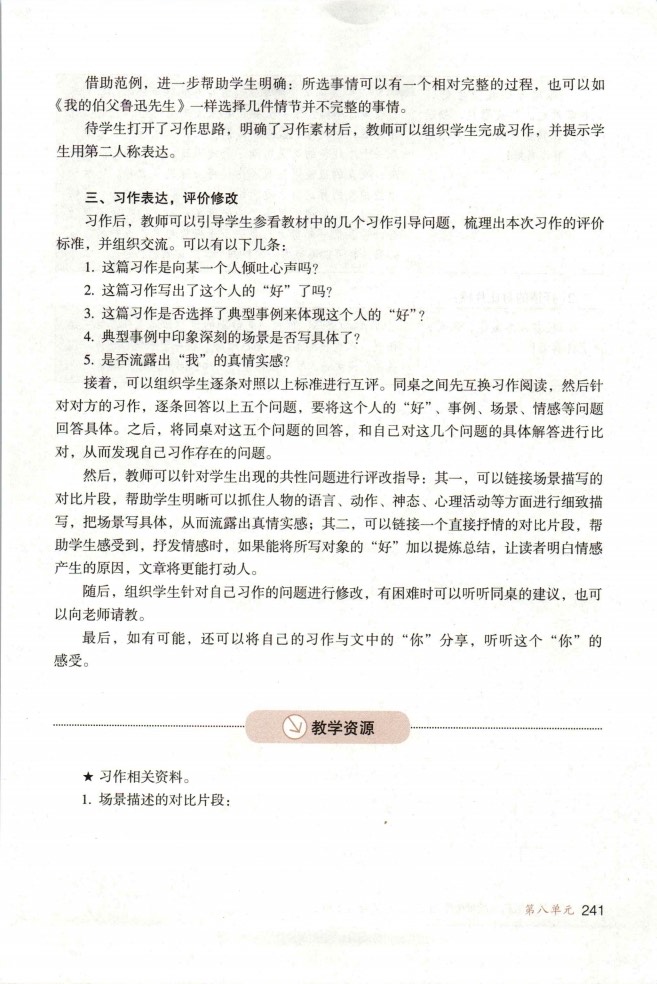 借助范例，进一步帮助学生明确：所选事情可以有一个相对完整的过程，也可以如
《我的伯父鲁迅先生》一样选择几件情节并不完整的事情。
待学生打开了习作思路，明确了习作素材后，教师可以组织学生完成习作，并提示学
生用第二人称表达。
三、习作表达，评价修改
习作后，教师可以引导学生参看教材中的几个习作引导问题，梳理出本次习作的评价
标准，并组织交流。可以有以下几条：
1. 这篇习作是向某一个人倾吐心声吗？
2. 这篇习作写出了这个人的“好”了吗？
3. 这篇习作是否选择了典型事例来体现这个人的“好”？
4. 典型事例中印象深刻的场景是否写具体了？
5. 是否流露出“我”的真情实感？
接着，可以组织学生逐条对照以上标准进行互评。同桌之间先互换习作阅读，然后针
对对方的习作，逐条回答以上五个问题，要将这个人的“好”、事例、场景、情感等问题
回答具体。之后，将同桌对这五个问题的回答，和自己对这几个问题的具体解答进行比
对，从而发现自己习作存在的问题。
然后，教师可以针对学生出现的共性问题进行评改指导：其一，可以链接场景描写的
对比片段，帮助学生明晰可以抓住人物的语言、动作、神态、心理活动等方面进行细致描
写，把场景写具体，从而流露出真情实感；其二，可以链接一个直接抒情的对比片段，帮
助学生感受到，抒发情感时，如果能将所写对象的“好”加以提炼总结，让读者明白情感
产生的原因，文章将更能打动人。
随后，组织学生针对自己习作的问题进行修改，有困难时可以听听同桌的建议，也可
以向老师请教。
最后，如有可能，还可以将自己的习作与文中的“你”分享，听听这个“你”的
感受。
教学资源
★ 习作相关资料。
1. 场景描述的对比片段：
第八单元 241